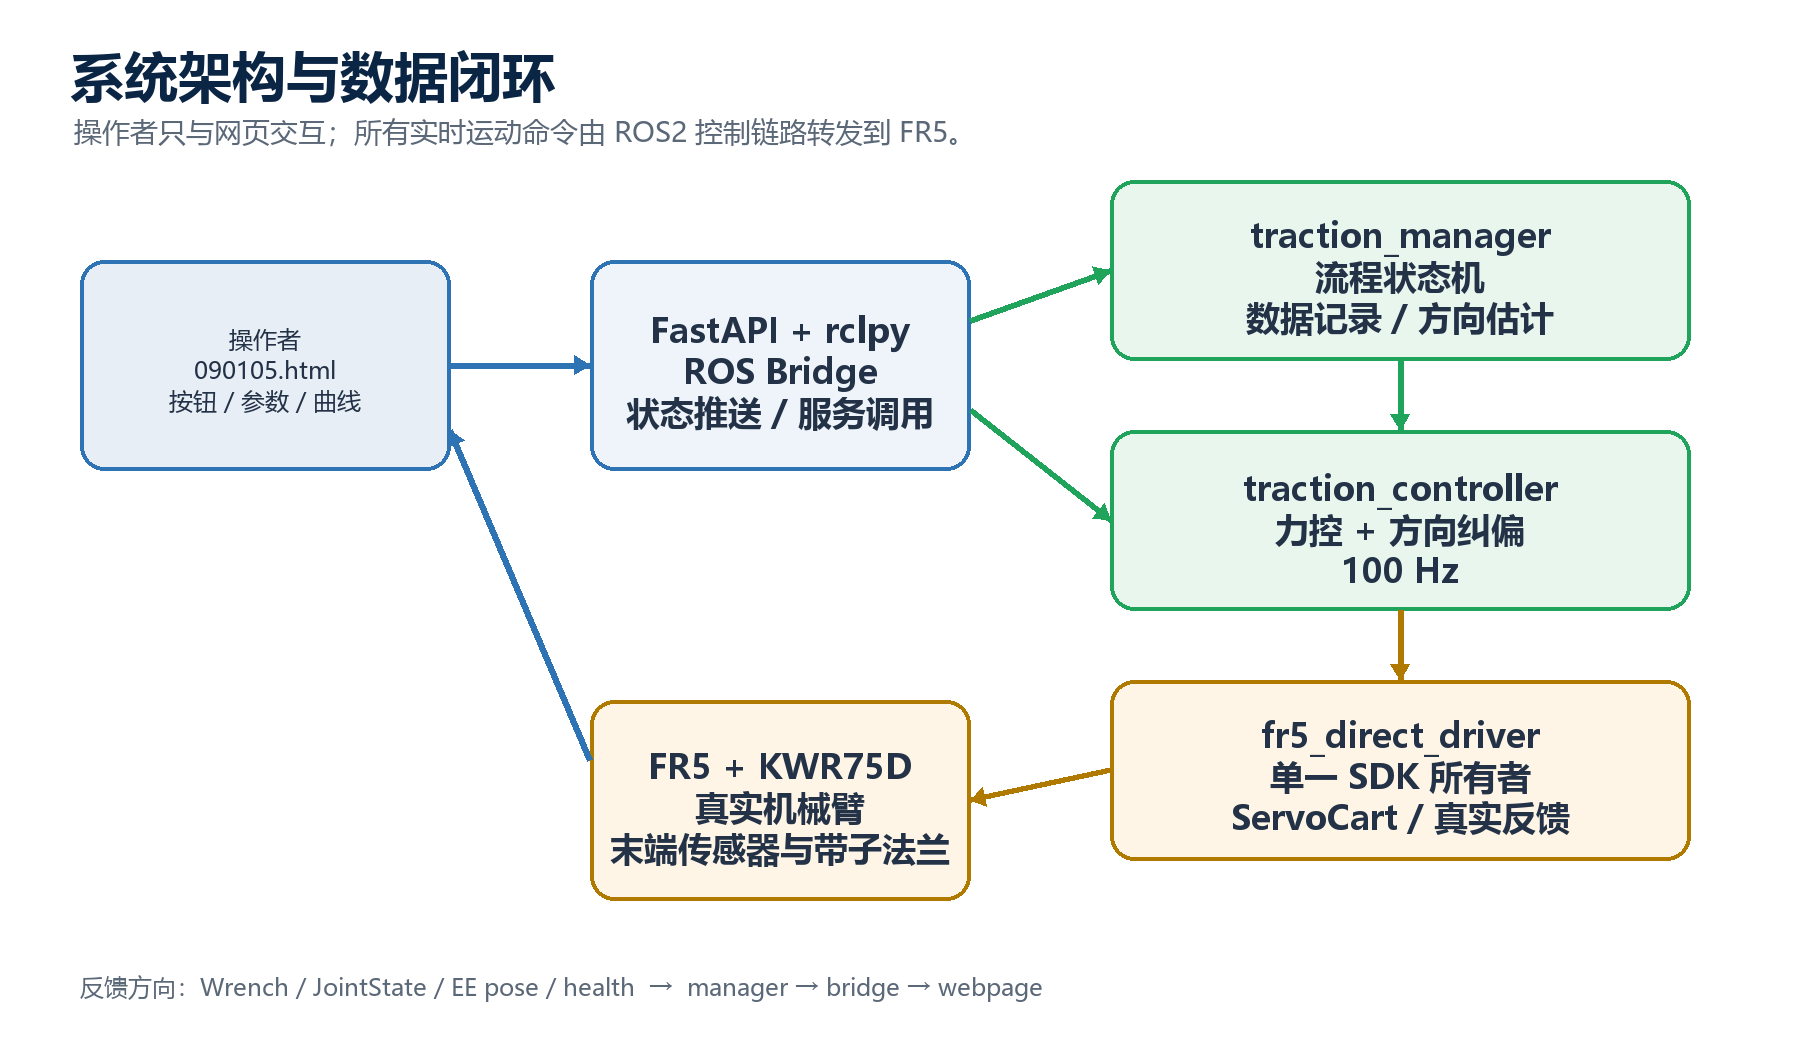 系统架构与数据闭环
操作者只与网页交互；所有实时运动命令由 ROS2 控制链路转发到 FR5。
操作者
090105.html
按钮 / 参数 / 曲线
FastAPI + rclpy
ROS Bridge
状态推送 / 服务调用
traction_manager
流程状态机
数据记录 / 方向估计
traction_controller
力控 + 方向纠偏
100 Hz
fr5_direct_driver
单一 SDK 所有者
ServoCart / 真实反馈
FR5 + KWR75D
真实机械臂
末端传感器与带子法兰
反馈方向：Wrench / JointState / EE pose / health → manager → bridge → webpage